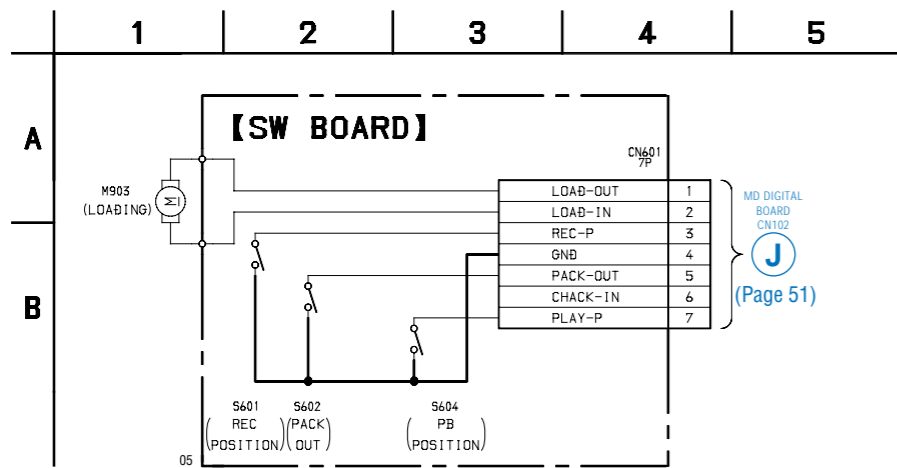 1 2 3 4 5
A
B
【SW BOARD】
CN601
7P
M903
(LOADING)
M
LOAD-OUT 1
LOAD-IN 2
REC-P 3
GND 4
PACK-OUT 5
CHACK-IN 6
PLAY-P 7
MD DIGITAL
BOARD
CN102
J
(Page 51)
S601
REC
(POSITION)
S602
(PACK
OUT)
S604
PB
(POSITION)
05